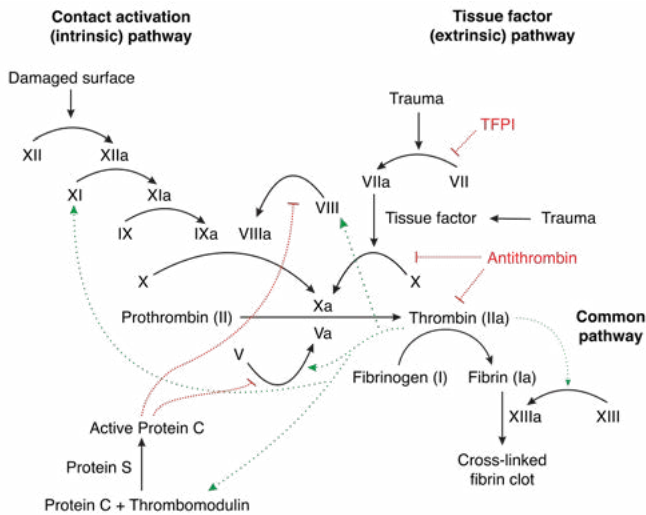 Contact activation
(intrinsic) pathway
Tissue factor
(extrinsic) pathway
Damaged surface
Trauma
TFPI
XII
XIIa
VIIa
VII
XI
XIa
VIII
Tissue factor
Trauma
IX
IXa
VIIIa
X
X
Antithrombin
Xa
Prothrombin (II)
Thrombin (IIa)
Common
pathway
Va
V
Fibrinogen (I)
Fibrin (Ia)
XIIIa
XIII
Active Protein C
Cross-linked
fibrin clot
Protein S
Protein C + Thrombomodulin